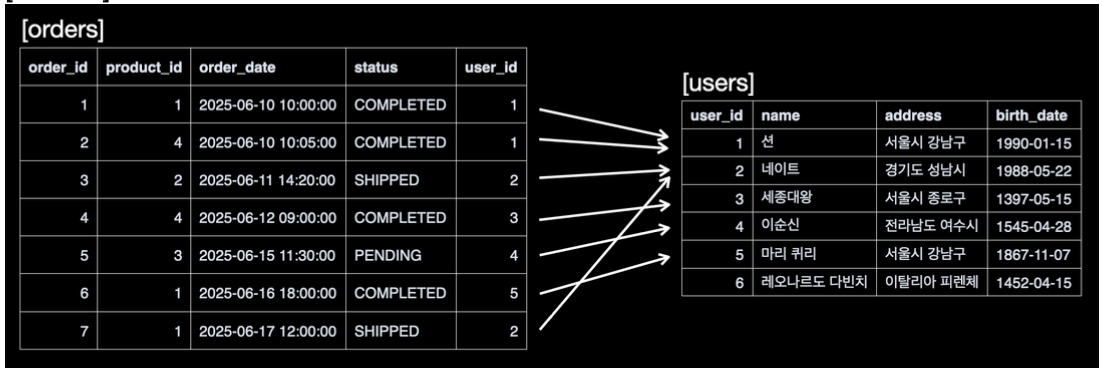 [orders]
order_id product_id order_date status user_id
1 1 2025-06-10 10:00:00 COMPLETED 1
2 4 2025-06-10 10:05:00 COMPLETED 1
3 2 2025-06-11 14:20:00 SHIPPED 2
4 4 2025-06-12 09:00:00 COMPLETED 3
5 3 2025-06-15 11:30:00 PENDING 4
6 1 2025-06-16 18:00:00 COMPLETED 5
7 1 2025-06-17 12:00:00 SHIPPED 2
[users]
user_id name address birth_date
1 션 서울시 강남구 1990-01-15
2 네이트 경기도 성남시 1988-05-22
3 세종대왕 서울시 종로구 1397-05-15
4 이순신 전라남도 여수시 1545-04-28
5 마리 퀴리 서울시 강남구 1867-11-07
6 레오나르도 다빈치 이탈리아 피렌체 1452-04-15